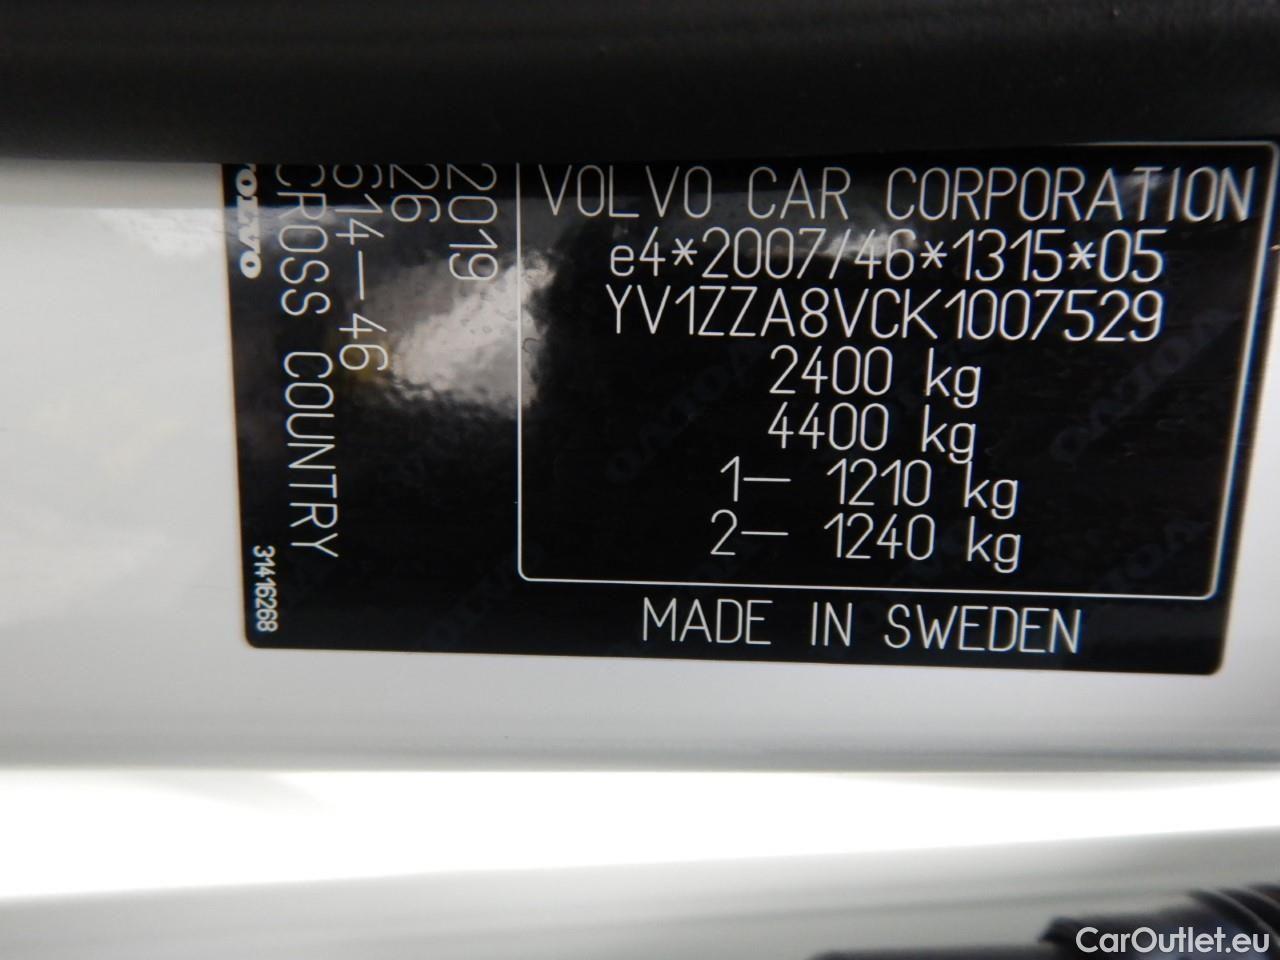 VOLVO CAR CORPORATION
e4*2007/46*1315*05
YV1ZZA8VCK1007529
2400 kg
4400 kg
1— 1210 kg
2— 1240 kg
MADE IN SWEDEN
2019
26
614—46
CROSS COUNTRY
VOLVO
31416268
CarOutlet.eu